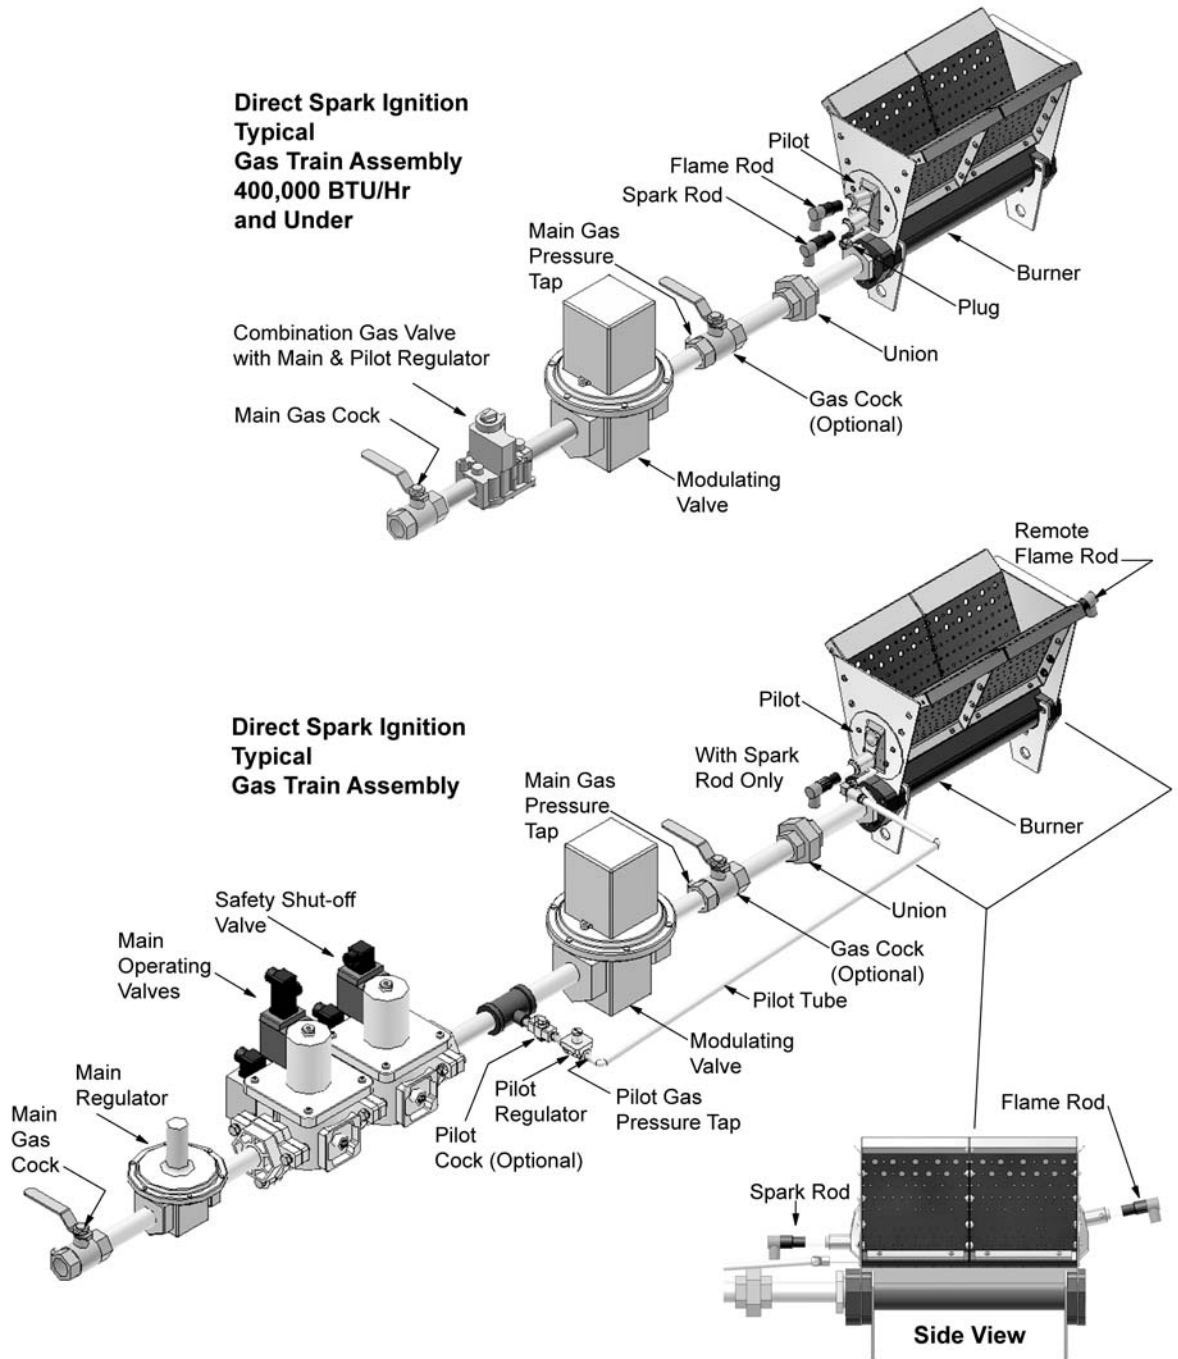 Direct Spark Ignition
Typical
Gas Train Assembly
400,000 BTU/Hr
and Under
Pilot
Flame Rod
Spark Rod
Main Gas
Pressure
Tap
Burner
Plug
Union
Combination Gas Valve
with Main & Pilot Regulator
Gas Cock
(Optional)
Main Gas Cock
Modulating
Valve
Remote
Flame Rod
Direct Spark Ignition
Typical
Gas Train Assembly
Pilot
With Spark
Rod Only
Main Gas
Pressure
Tap
Burner
Safety Shut-off
Valve
Union
Main
Operating
Valves
Gas Cock
(Optional)
Pilot Tube
Modulating
Valve
Main
Regulator
Pilot
Regulator
Pilot Gas
Pressure Tap
Main
Gas
Cock
Pilot
Cock (Optional)
Flame Rod
Spark Rod
Side View